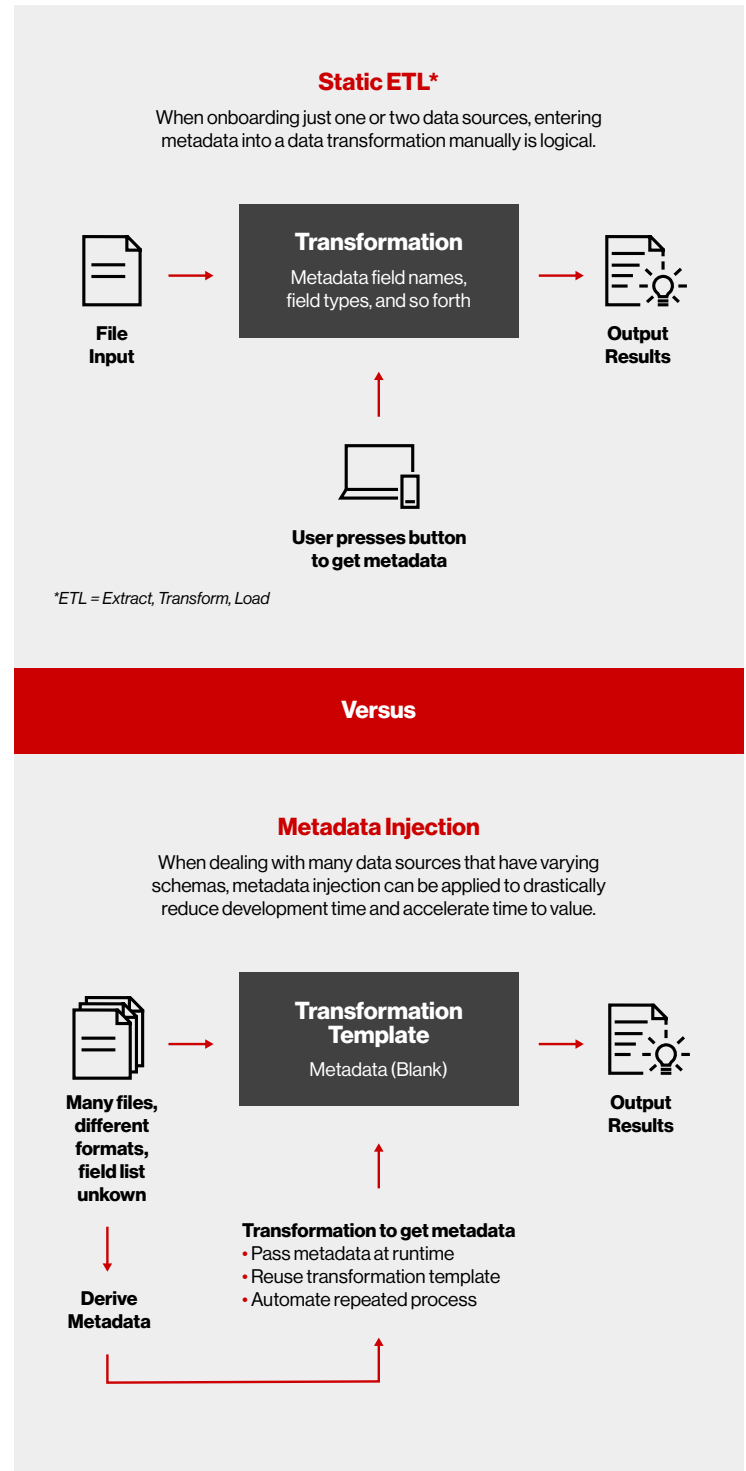 Static ETL*
When onboarding just one or two data sources, entering
metadata into a data transformation manually is logical.
File
Input
Transformation
Metadata field names,
field types, and so forth
Output
Results
User presses button
to get metadata
*ETL = Extract, Transform, Load
Versus
Metadata Injection
When dealing with many data sources that have varying
schemas, metadata injection can be applied to drastically
reduce development time and accelerate time to value.
Many files,
different
formats,
field list
unkown
Transformation
Template
Metadata (Blank)
Output
Results
Derive
Metadata
Transformation to get metadata
• Pass metadata at runtime
• Reuse transformation template
• Automate repeated process